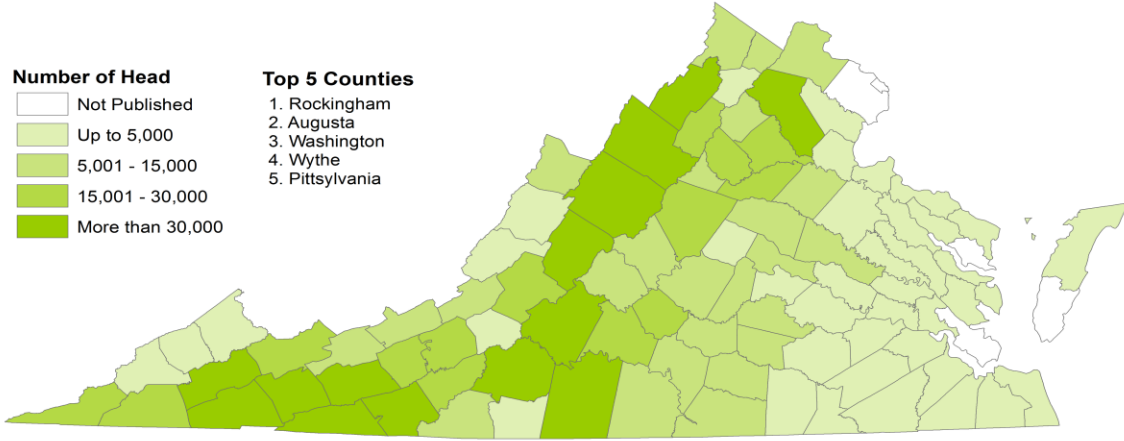 Number of Head
Not Published
Up to 5,000
5,001 - 15,000
15,001 - 30,000
More than 30,000
Top 5 Counties
1. Rockingham
2. Augusta
3. Washington
4. Wythe
5. Pittsylvania